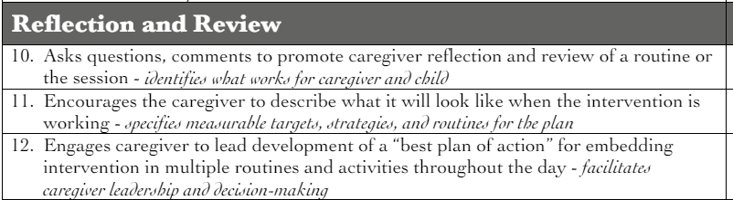 Reflection and Review
10. Asks questions, comments to promote caregiver reflection and review of a routine or
the session - identifies what works for caregiver and child
11. Encourages the caregiver to describe what it will look like when the intervention is
working - specifies measurable targets, strategies, and routines for the plan
12. Engages caregiver to lead development of a “best plan of action” for embedding
intervention in multiple routines and activities throughout the day - facilitates
caregiver leadership and decision-making